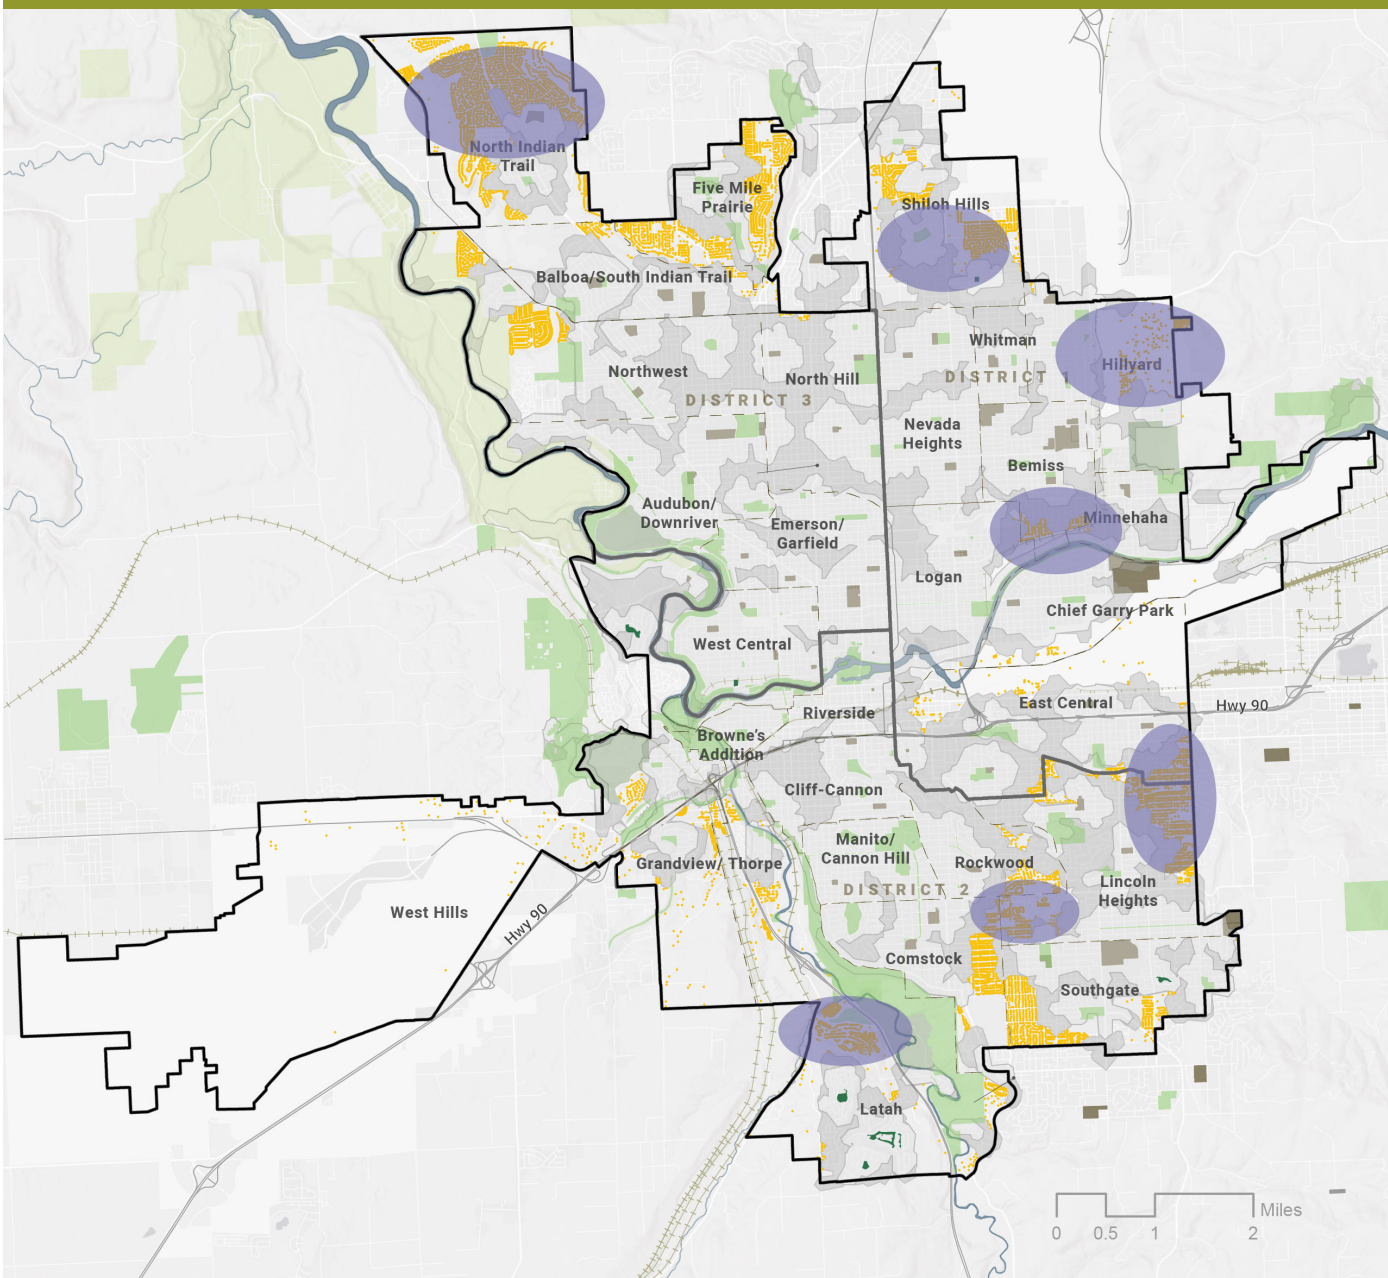 North Indian
Trail
Five Mile
Prairie
Shiloh Hills
Balboa/South Indian Trail
Whitman
Hillyard
Northwest
North Hill
DISTRICT 1
DISTRICT 3
Nevada
Heights
Bemiss
Audubon/
Downriver
Emerson/
Garfield
Minnehaha
Logan
Chief Garry Park
West Central
Riverside
East Central
Hwy 90
Browne's
Addition
Cliff-Cannon
Manito/
Cannon Hill
Grandview/ Thorpe
Rockwood
DISTRICT 2
Lincoln
Heights
West Hills
Hwy 90
Comstock
Southgate
Latah
Miles
0 0.5 1 2